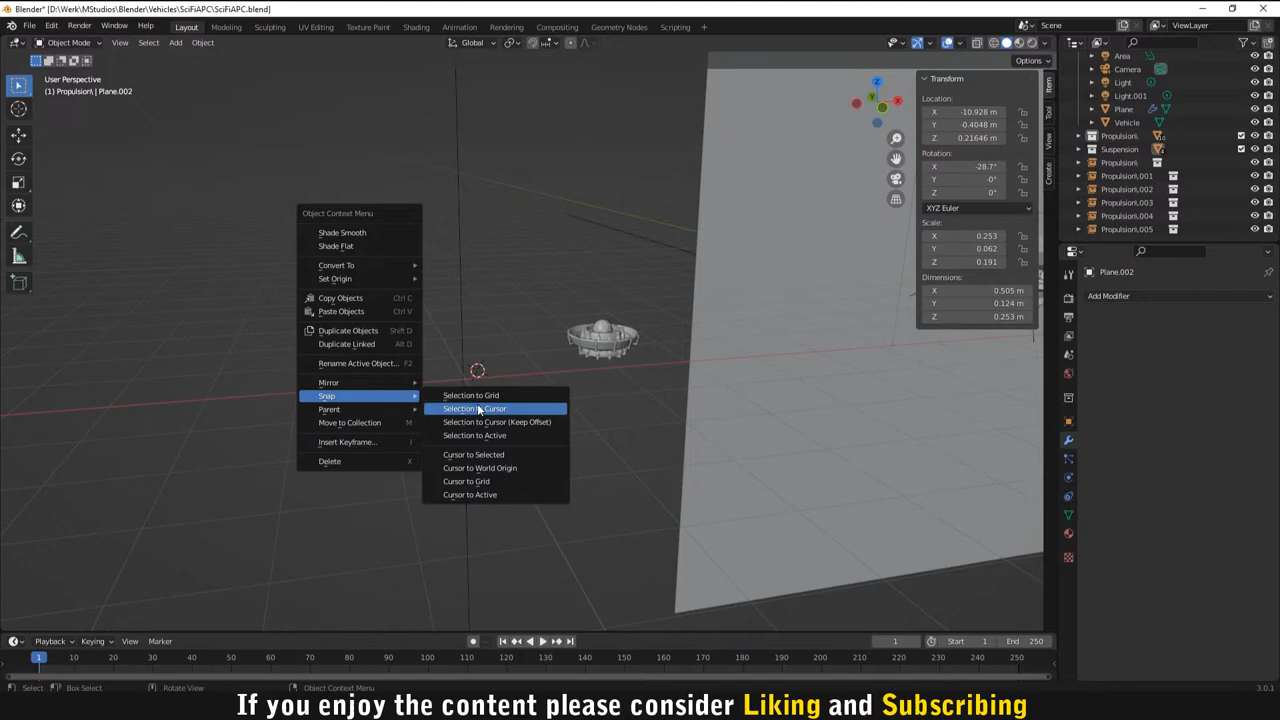 Blender* [D:\Werk\MStudios\Blender\Vehicles\SciFiAPC\SciFiAPC.blend]
File Edit Render Window Help Layout Modeling Sculpting UV Editing Texture Paint Shading Animation Rendering Compositing Geometry Nodes Scripting Scene ViewLayer
Object Mode View Select Add Object Global
Options
User Perspective
(1) Propulsion\ | Plane.002
Z
Y
X
Transform
Location:
X -10.928 m
Y -0.4048 m
Z 0.21646 m
Rotation:
X -28.7°
Y -0°
Z 0°
XYZ Euler
Scale:
X 0.253
Y 0.062
Z 0.191
Dimensions:
X 0.505 m
Y 0.124 m
Z 0.253 m
Item
Tool
View
Create
Area
Camera
Light
Light.001
Plane
Vehicle
Propulsion\ 10
Suspension 4
Propulsion\
Propulsion\.001
Propulsion\.002
Propulsion\.003
Propulsion\.004
Propulsion\.005
Plane.002
Add Modifier
Object Context Menu
Shade Smooth
Shade Flat
Convert To
Set Origin
Copy Objects Ctrl C
Paste Objects Ctrl V
Duplicate Objects Shift D
Duplicate Linked Alt D
Rename Active Object... F2
Mirror
Snap
Parent
Move to Collection M
Insert Keyframe... I
Delete X
Selection to Grid
Selection to Cursor
Selection to Cursor (Keep Offset)
Selection to Active
Cursor to Selected
Cursor to World Origin
Cursor to Grid
Cursor to Active
Playback Keying View Marker 1 Start 1 End 250
1 10 20 30 40 50 60 70 80 90 100 110 120 130 140 150 160 170 180 190 200 210 220 230 240 250
Select Box Select Rotate View Object Context Menu 3.0.1
If you enjoy the content please consider Liking and Subscribing